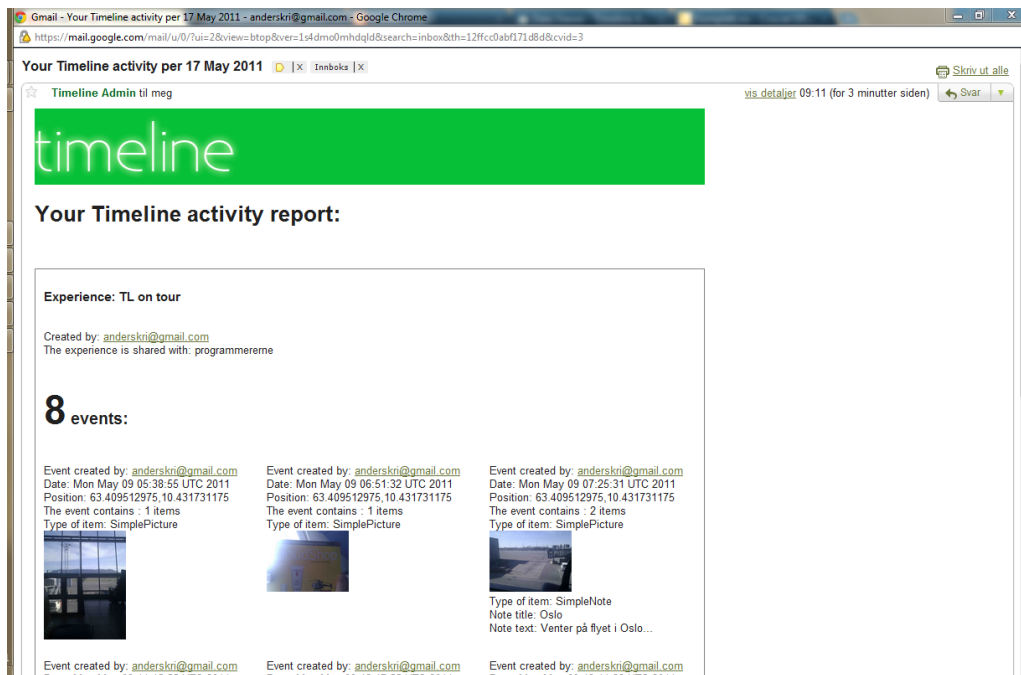 Gmail - Your Timeline activity per 17 May 2011 - anderskri@gmail.com - Google Chrome
https://mail.google.com/mail/u/0/?ui=2&view=btop&ver=1s4dmo0mhdqld&search=inbox&th=12ffcc0abf171d8d&cvid=3
Your Timeline activity per 17 May 2011 | X Innboks | X
Skriv ut alle
Timeline Admin til meg
vis detaljer 09:11 (for 3 minutter siden) Svar
timeline
Your Timeline activity report:
Experience: TL on tour
Created by: anderskri@gmail.com
The experience is shared with: programmererne
8 events:
Event created by: anderskri@gmail.com
Date: Mon May 09 05:38:55 UTC 2011
Position: 63.409512975,10.431731175
The event contains : 1 items
Type of item: SimplePicture
Event created by: anderskri@gmail.com
Date: Mon May 09 06:51:32 UTC 2011
Position: 63.409512975,10.431731175
The event contains : 1 items
Type of item: SimplePicture
Event created by: anderskri@gmail.com
Date: Mon May 09 07:25:31 UTC 2011
Position: 63.409512975,10.431731175
The event contains : 2 items
Type of item: SimplePicture
Type of item: SimpleNote
Note title: Oslo
Note text: Venter på flyet i Oslo...
Event created by: anderskri@gmail.com
Event created by: anderskri@gmail.com
Event created by: anderskri@gmail.com